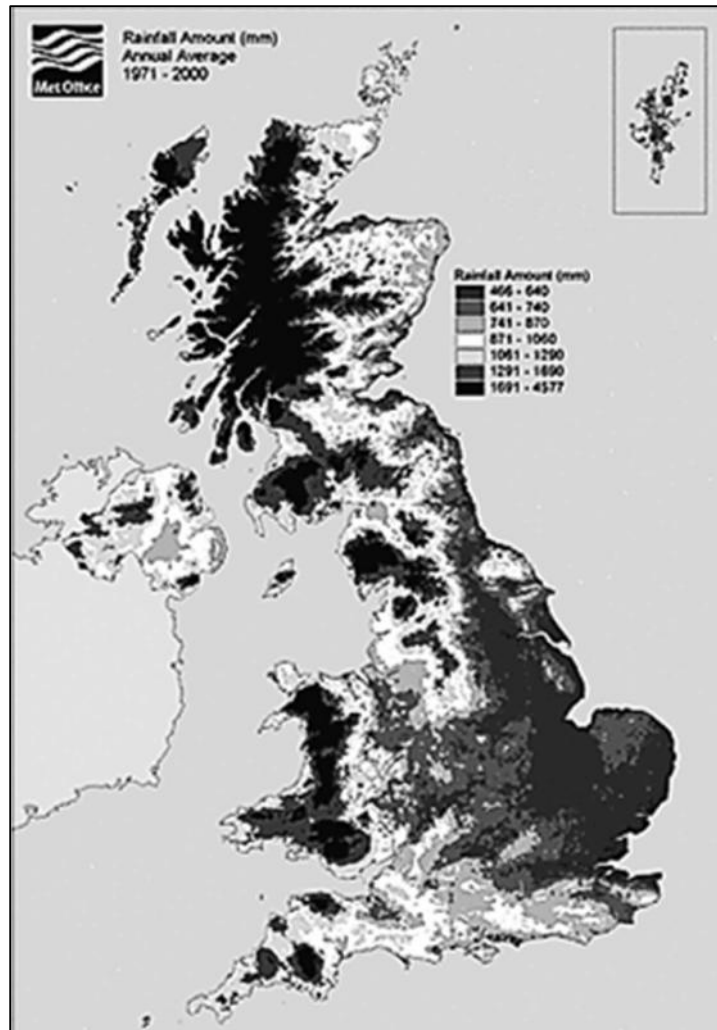 Rainfall Amount (mm)
Annual Average
1971 - 2000
Met Office
Rainfall Amount (mm)
466 - 640
641 - 740
741 - 870
871 - 1060
1061 - 1290
1291 - 1690
1691 - 4577